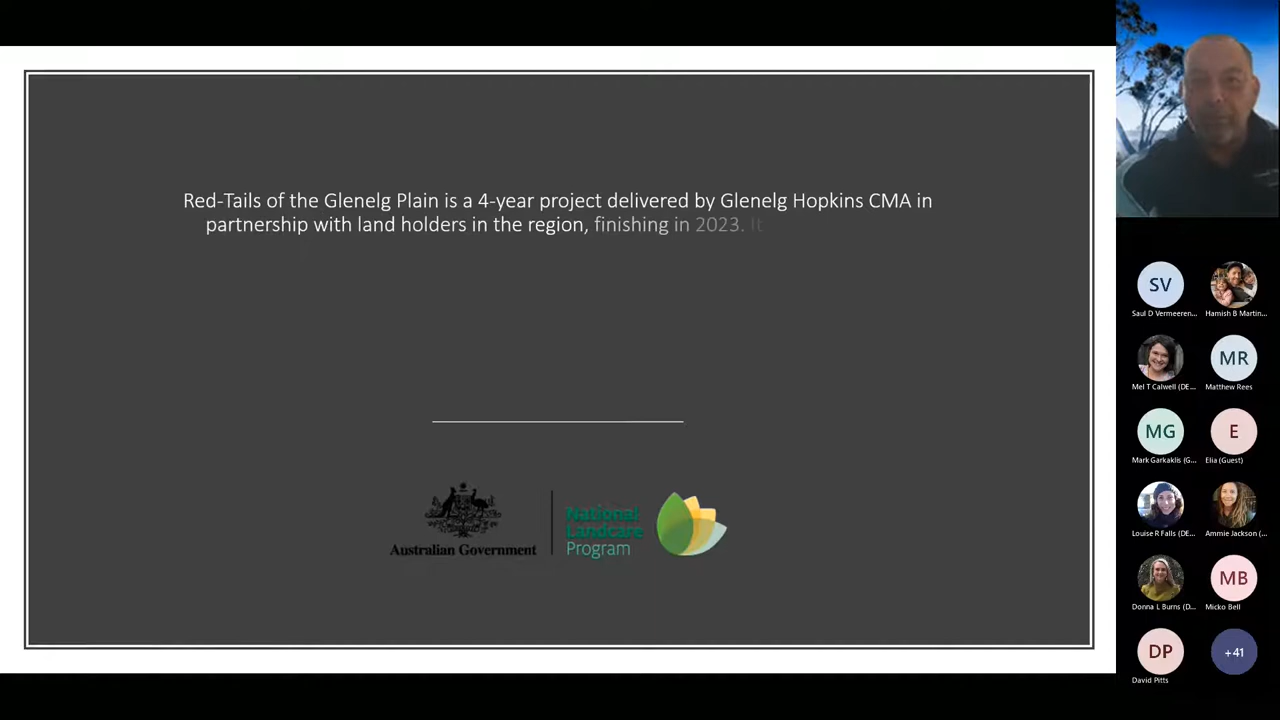 Red-Tails of the Glenelg Plain is a 4-year project delivered by Glenelg Hopkins CMA in
partnership with land holders in the region, finishing in 2023. It
Australian Government
National
Landcare
Program
SV
Saul D Vermeeren...
Hamish B Martin...
Mel T Calwell (DE...
MR
Matthew Rees
MG
Mark Garkaklis (G...
E
Elia (Guest)
Louise R Falls (DE...
Ammie Jackson (...
Donna L Burns (D...
MB
Micko Bell
DP
David Pitts
+41